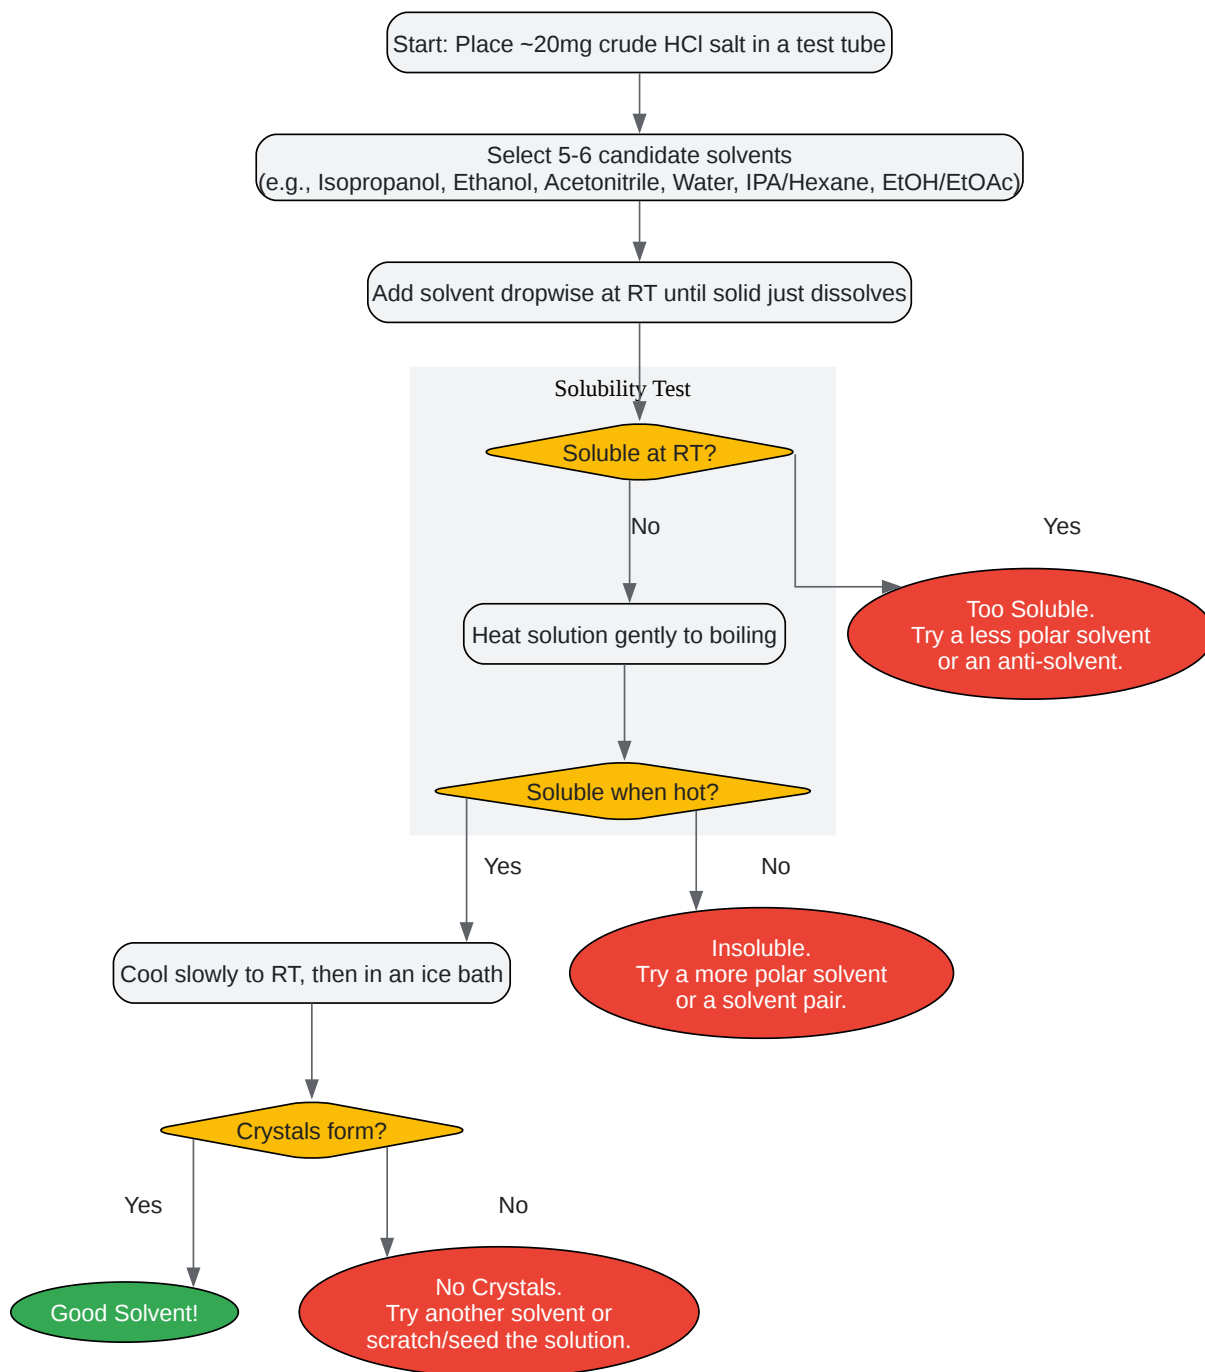 Start: Place ~20mg crude HCl salt in a test tube
Select 5-6 candidate solvents
(e.g., Isopropanol, Ethanol, Acetonitrile, Water, IPA/Hexane, EtOH/EtOAc)
Add solvent dropwise at RT until solid just dissolves
Solubility Test
Soluble at RT?
No
Yes
Too Soluble.
Try a less polar solvent
or an anti-solvent.
Heat solution gently to boiling
Soluble when hot?
Yes
No
Insoluble.
Try a more polar solvent
or a solvent pair.
Cool slowly to RT, then in an ice bath
Crystals form?
Yes
No
Good Solvent!
No Crystals.
Try another solvent or
scratch/seed the solution.